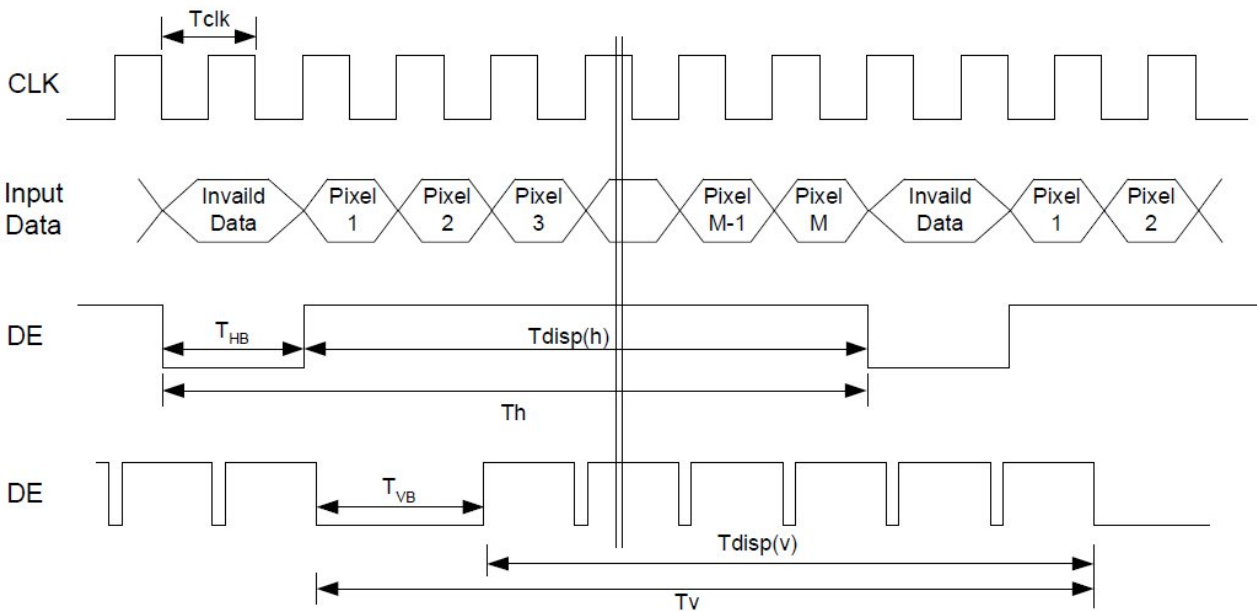 Tclk
CLK
Input
Data
Invaild
Data
Pixel
1
Pixel
2
Pixel
3
Pixel
M-1
Pixel
M
Invaild
Data
Pixel
1
Pixel
2
DE
THB
Tdisp(h)
Th
DE
TVB
Tdisp(v)
Tv